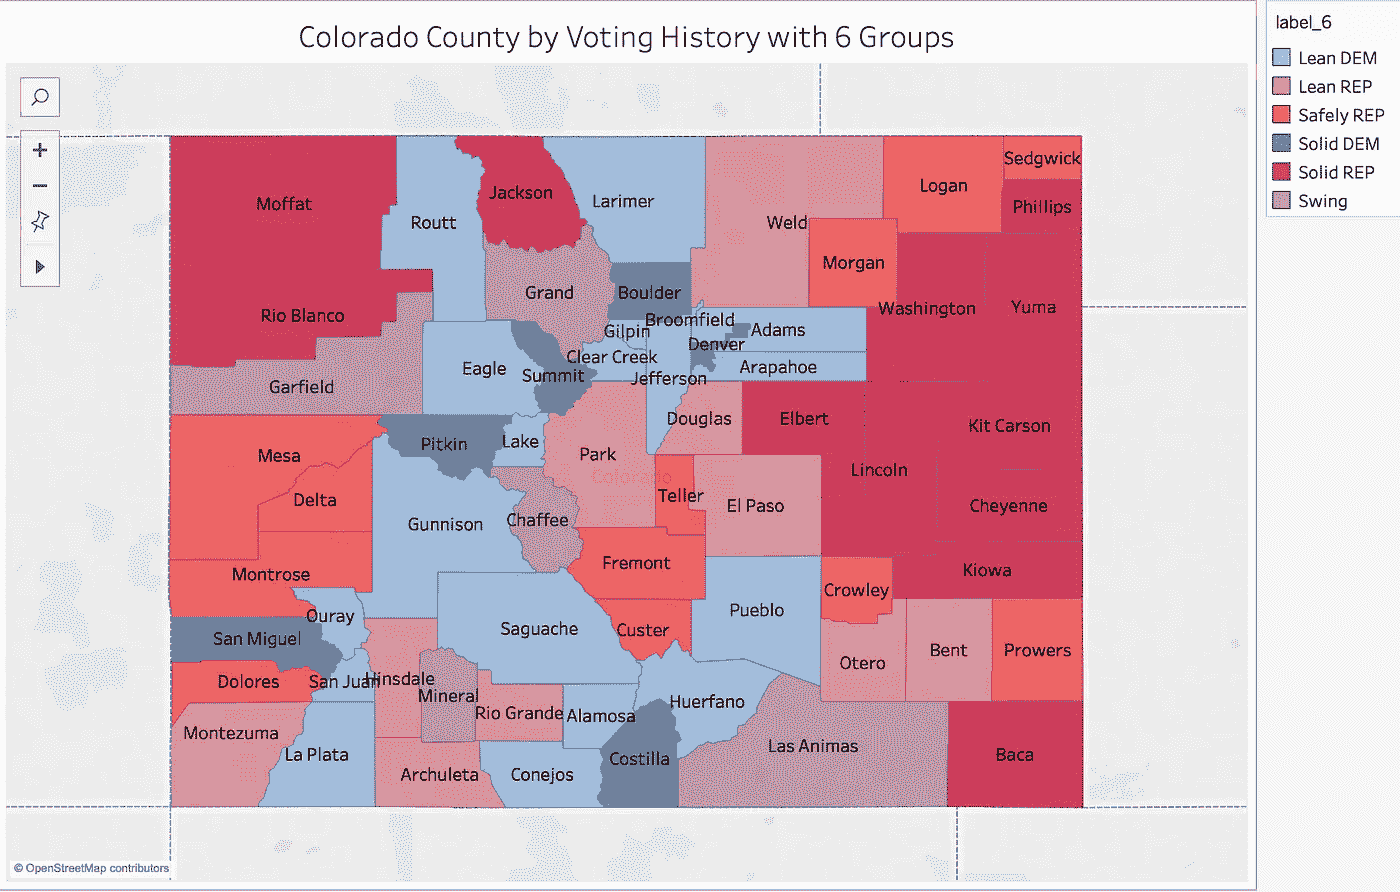 Colorado County by Voting History with 6 Groups
label_6
Lean DEM
Lean REP
Safely REP
Solid DEM
Solid REP
Swing
Sedgwick
Logan
Jackson
Moffat
Larimer
Phillips
Routt
Weld
Morgan
Grand
Boulder
Washington
Yuma
Rio Blanco
Broomfield
Gilpin
Adams
Denver
Clear Creek
Eagle
Arapahoe
Summit
Jefferson
Garfield
Douglas
Elbert
Kit Carson
Pitkin
Lake
Park
Mesa
Lincoln
Colorado
Teller
Delta
El Paso
Cheyenne
Gunnison
Chaffee
Fremont
Kiowa
Montrose
Crowley
Pueblo
Ouray
Saguache
Custer
San Miguel
Bent
Prowers
Otero
Hinsdale
Dolores
San Juan
Mineral
Huerfano
Rio Grande
Alamosa
Montezuma
Las Animas
La Plata
Baca
Costilla
Archuleta
Conejos
© OpenStreetMap contributors